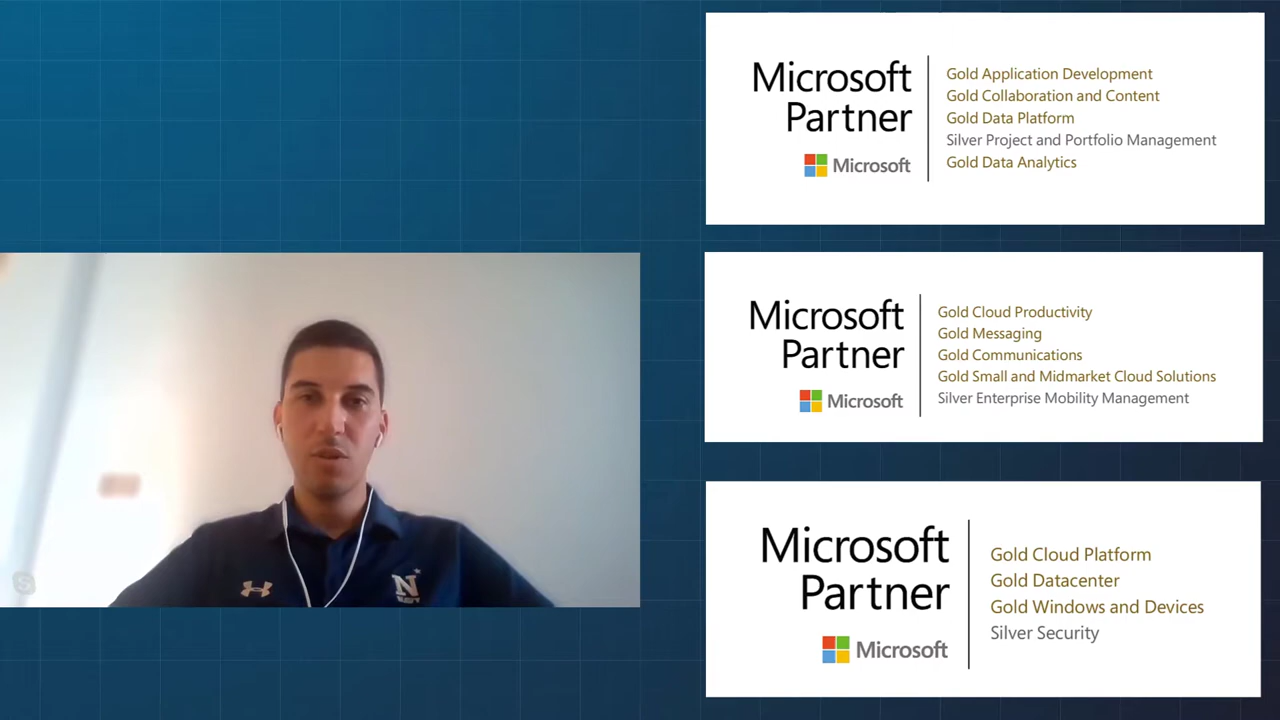 Microsoft
Partner
Microsoft
Gold Application Development
Gold Collaboration and Content
Gold Data Platform
Silver Project and Portfolio Management
Gold Data Analytics
Microsoft
Partner
Microsoft
Gold Cloud Productivity
Gold Messaging
Gold Communications
Gold Small and Midmarket Cloud Solutions
Silver Enterprise Mobility Management
Microsoft
Partner
Microsoft
Gold Cloud Platform
Gold Datacenter
Gold Windows and Devices
Silver Security
N
NAVY
S